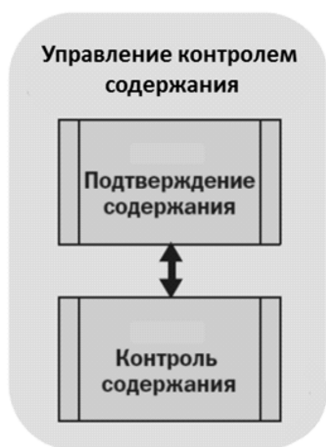 Управление контролем
содержания
Подтверждение
содержания
Контроль
содержания